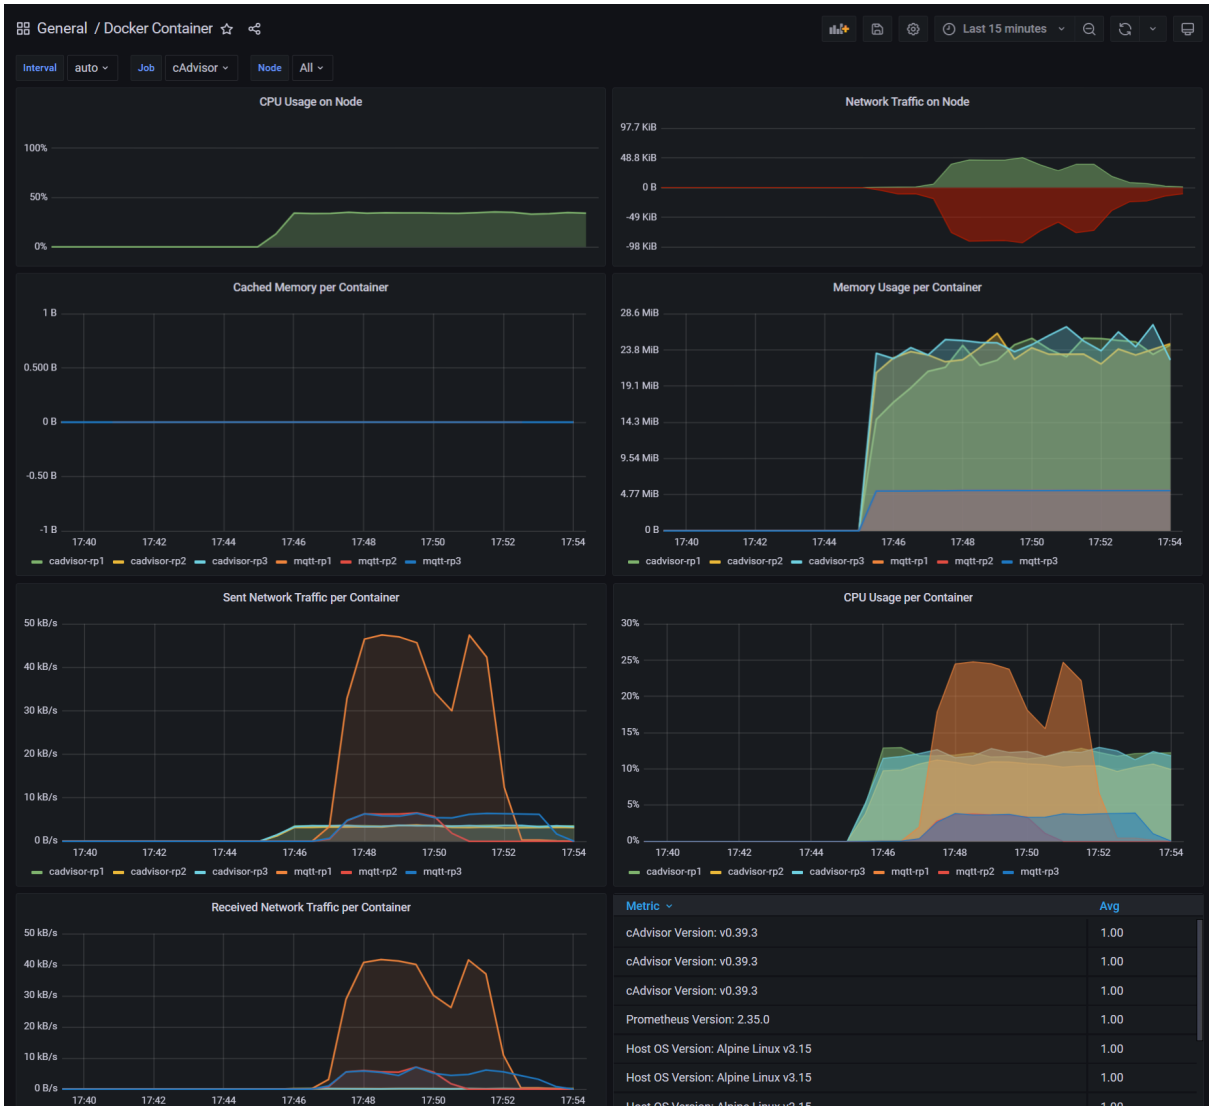 General / Docker Container
Last 15 minutes
Interval auto Job cAdvisor Node All
CPU Usage on Node
100%
50%
0%
Network Traffic on Node
97.7 KiB
48.8 KiB
0 B
-49 KiB
-98 KiB
Cached Memory per Container
1 B
0.500 B
0 B
-0.50 B
-1 B
17:40 17:42 17:44 17:46 17:48 17:50 17:52 17:54
cadvisor-rp1 cadvisor-rp2 cadvisor-rp3 mqtt-rp1 mqtt-rp2 mqtt-rp3
Memory Usage per Container
28.6 MiB
23.8 MiB
19.1 MiB
14.3 MiB
9.54 MiB
4.77 MiB
0 B
17:40 17:42 17:44 17:46 17:48 17:50 17:52 17:54
cadvisor-rp1 cadvisor-rp2 cadvisor-rp3 mqtt-rp1 mqtt-rp2 mqtt-rp3
Sent Network Traffic per Container
50 kB/s
40 kB/s
30 kB/s
20 kB/s
10 kB/s
0 B/s
17:40 17:42 17:44 17:46 17:48 17:50 17:52 17:54
cadvisor-rp1 cadvisor-rp2 cadvisor-rp3 mqtt-rp1 mqtt-rp2 mqtt-rp3
CPU Usage per Container
30%
25%
20%
15%
10%
5%
0%
17:40 17:42 17:44 17:46 17:48 17:50 17:52 17:54
cadvisor-rp1 cadvisor-rp2 cadvisor-rp3 mqtt-rp1 mqtt-rp2 mqtt-rp3
Received Network Traffic per Container
50 kB/s
40 kB/s
30 kB/s
20 kB/s
10 kB/s
0 B/s
17:40 17:42 17:44 17:46 17:48 17:50 17:52 17:54
Metric Avg
cAdvisor Version: v0.39.3 1.00
cAdvisor Version: v0.39.3 1.00
cAdvisor Version: v0.39.3 1.00
Prometheus Version: 2.35.0 1.00
Host OS Version: Alpine Linux v3.15 1.00
Host OS Version: Alpine Linux v3.15 1.00
Host OS Version: Alpine Linux v3.15 1.00